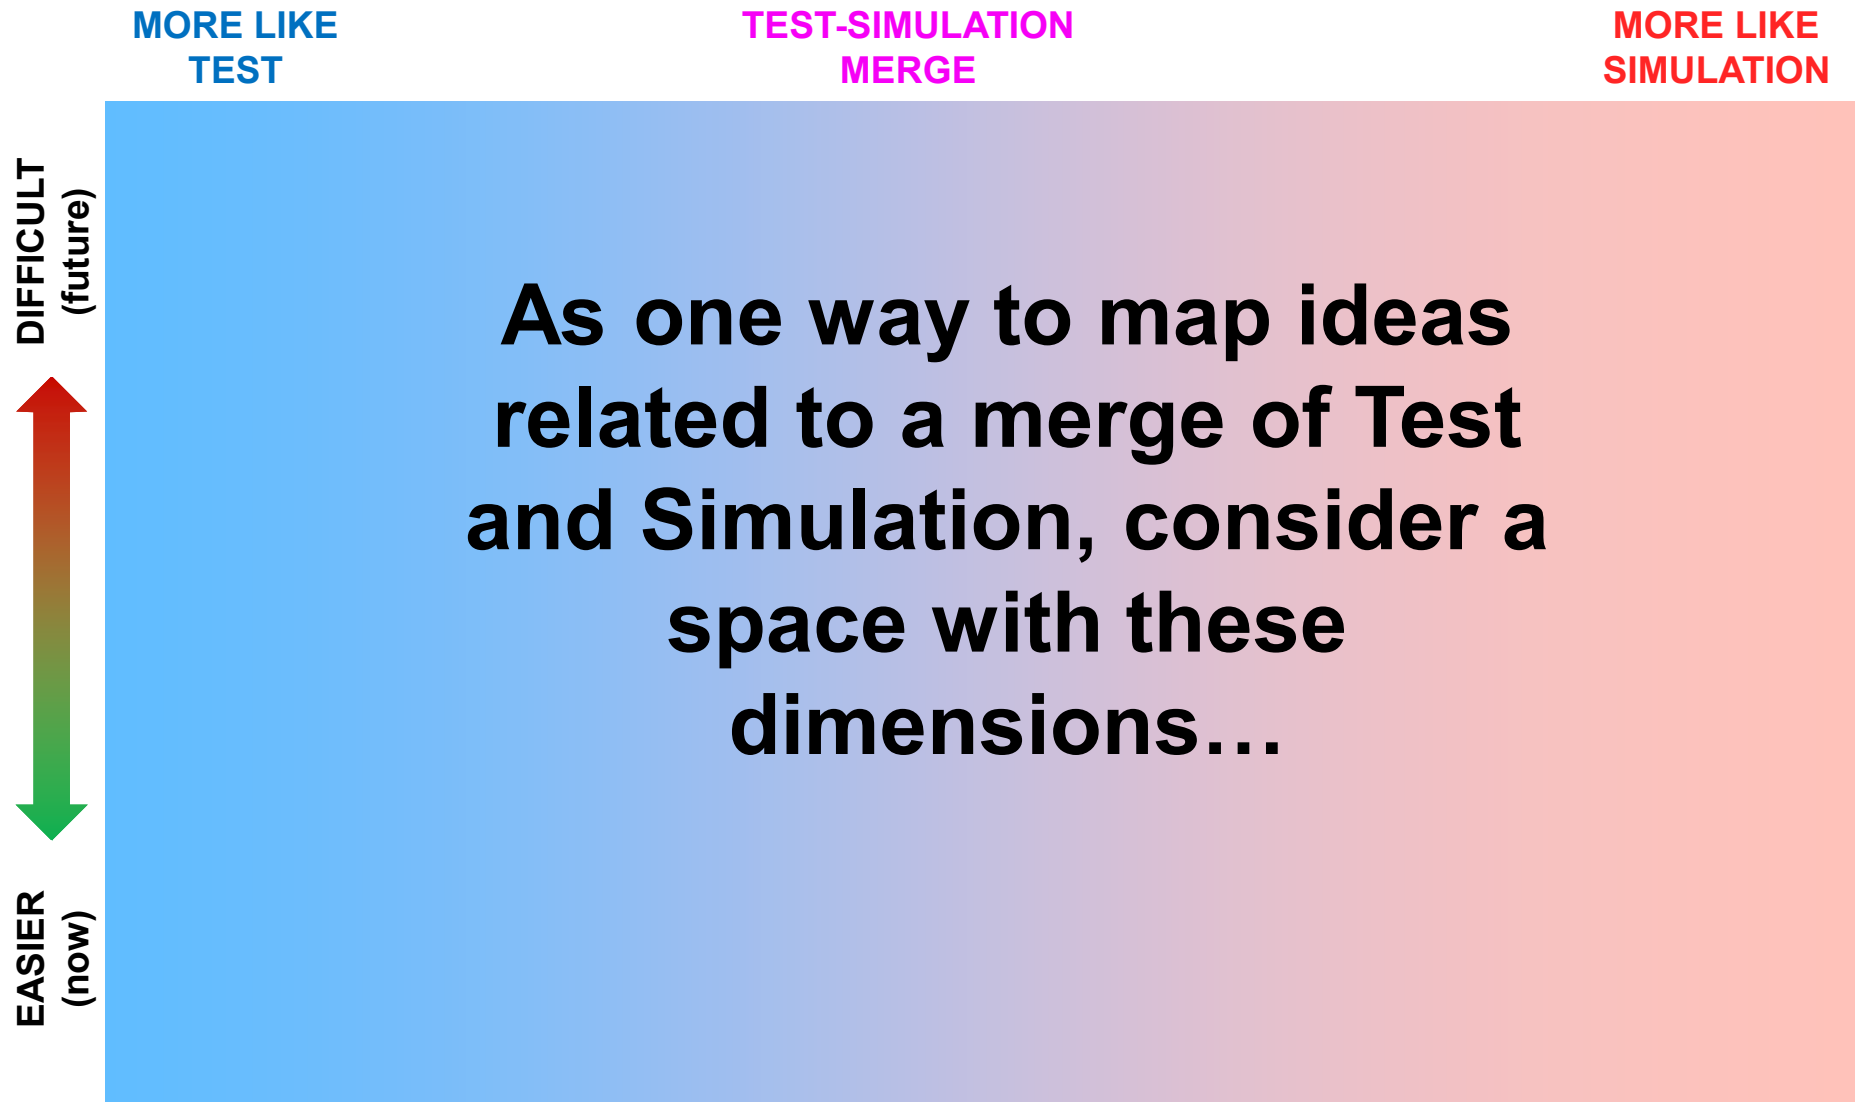 MORE LIKE
TEST
TEST-SIMULATION
MERGE
MORE LIKE
SIMULATION
DIFFICULT
(future)
EASIER
(now)
As one way to map ideas
related to a merge of Test
and Simulation, consider a
space with these
dimensions…